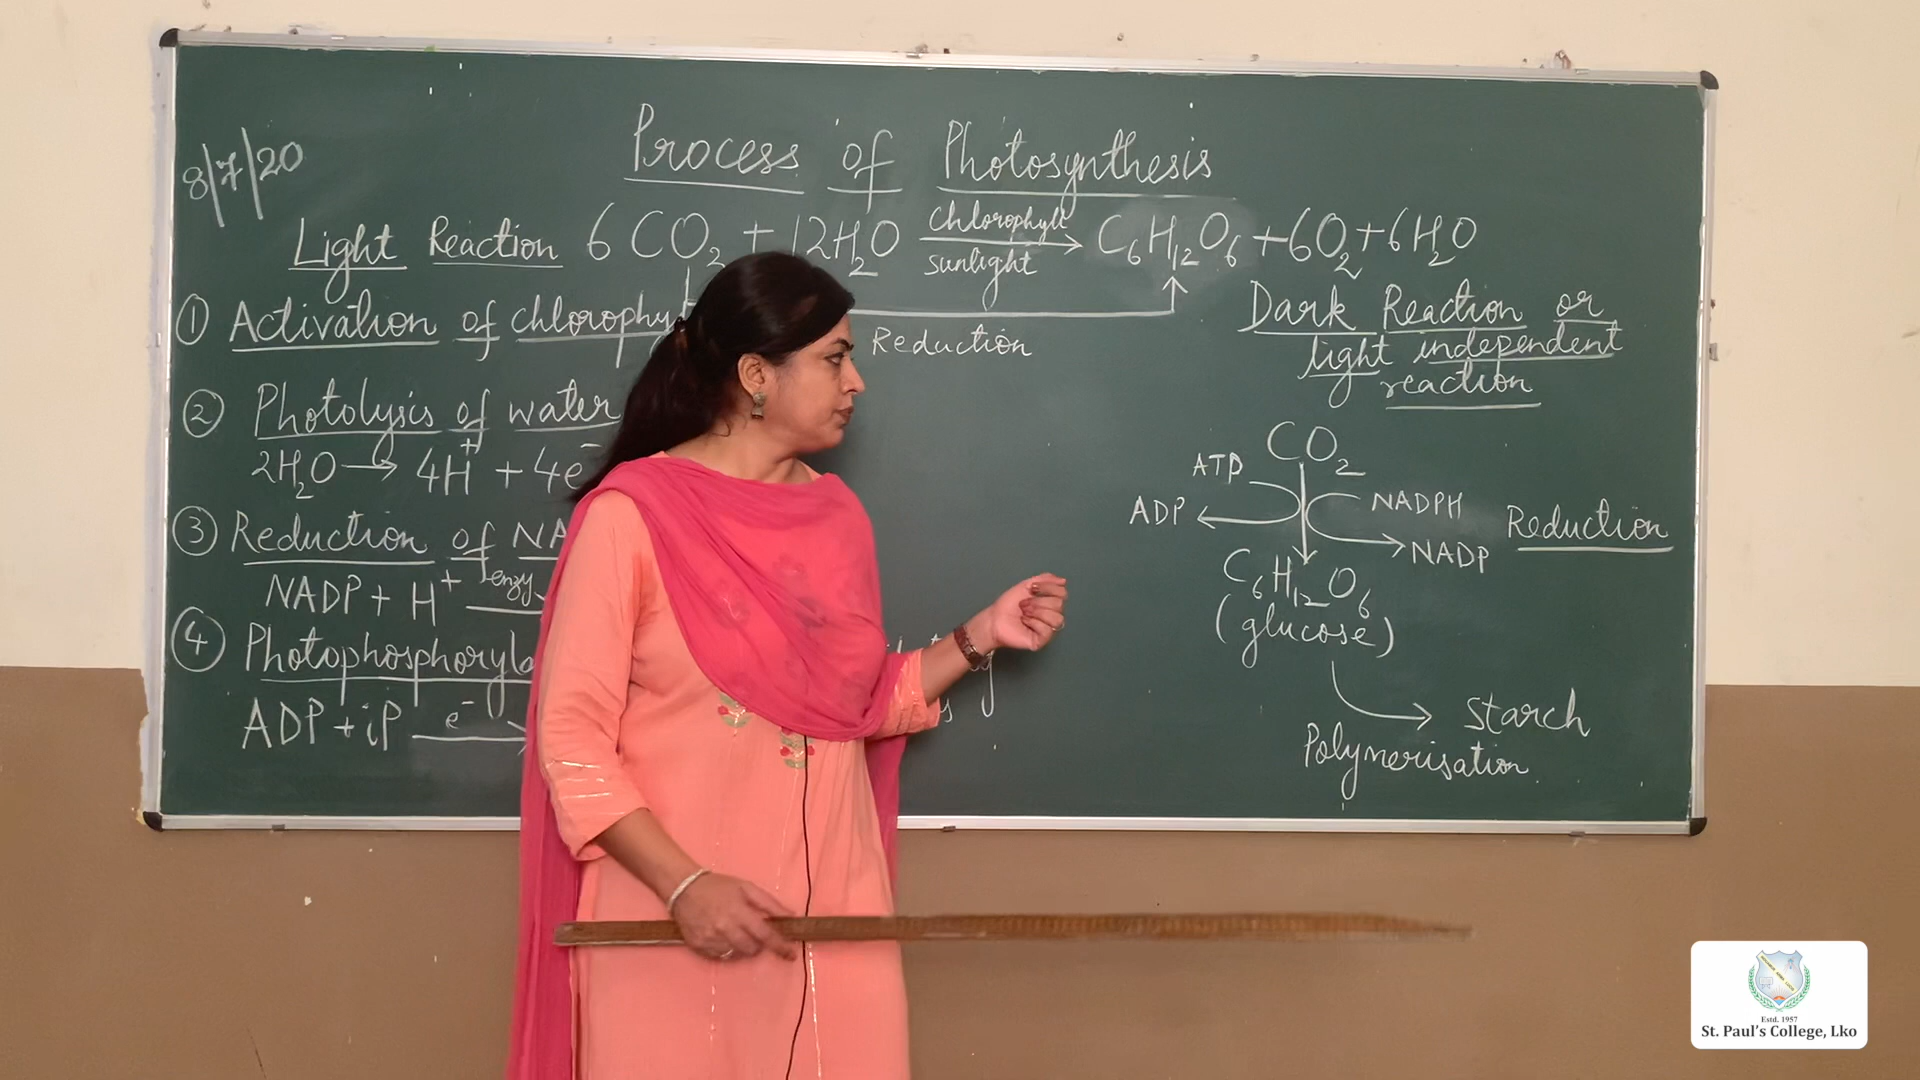 8/7/20
Process of Photosynthesis
Light Reaction 6CO₂ + 12H₂O chlorophyll sunlight → C₆H₁₂O₆ + 6O₂ + 6H₂O
Reduction
① Activation of chlorophy
② Photolysis of water
2H₂O → 4H⁺ + 4e⁻
③ Reduction of NA
NADP + H⁺ enzy
④ Photophosphoryla
ADP + iP e⁻ →
Dark Reaction or
light independent
reaction
CO₂
ATP
ADP
NADPH
NADP
Reduction
C₆H₁₂O₆
(glucose)
Starch
Polymerisation
Estd. 1957
St. Paul's College, Lko